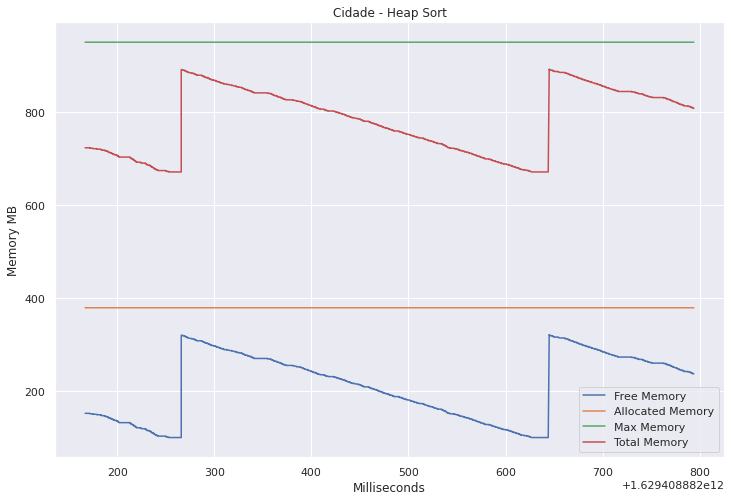 Cidade - Heap Sort
Memory MB
800
600
400
200
200
300
400
500
600
700
800
Milliseconds
+1.629408882e12
Free Memory
Allocated Memory
Max Memory
Total Memory